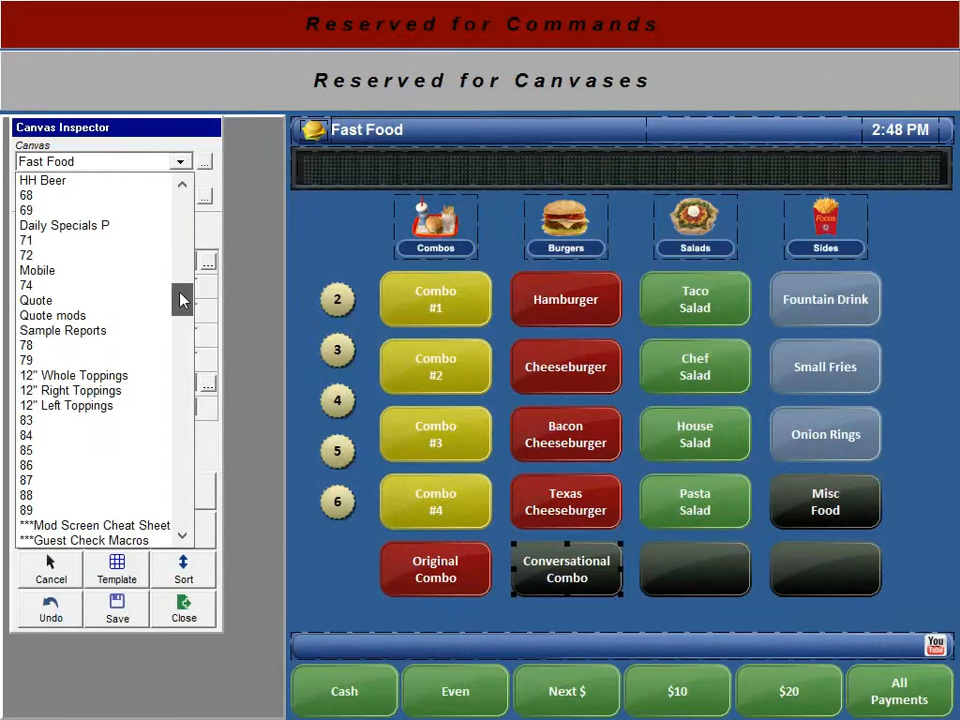 Reserved for Commands
Reserved for Canvases
Canvas Inspector
Canvas
Fast Food
...
HH Beer
68
69
Daily Specials P
71
72
Mobile
74
Quote
Quote mods
Sample Reports
78
79
12" Whole Toppings
12" Right Toppings
12" Left Toppings
83
84
85
86
87
88
89
***Mod Screen Cheat Sheet
***Guest Check Macros
...
...
...
Cancel
Template
Sort
Undo
Save
Close
Fast Food
2:48 PM
Combos
Burgers
Salads
Focos
Sides
2
Combo
#1
Hamburger
Taco
Salad
Fountain Drink
3
Combo
#2
Cheeseburger
Chef
Salad
Small Fries
4
Combo
#3
Bacon
Cheeseburger
House
Salad
Onion Rings
5
Combo
#4
Texas
Cheeseburger
Pasta
Salad
Misc
Food
6
Original
Combo
Conversational
Combo
You
Tube
Cash
Even
Next $
$10
$20
All
Payments